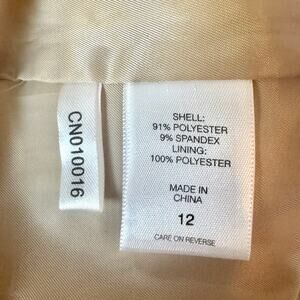 CN010016
SHELL:
91% POLYESTER
9% SPANDEX
LINING:
100% POLYESTER
MADE IN
CHINA
12
CARE ON REVERSE